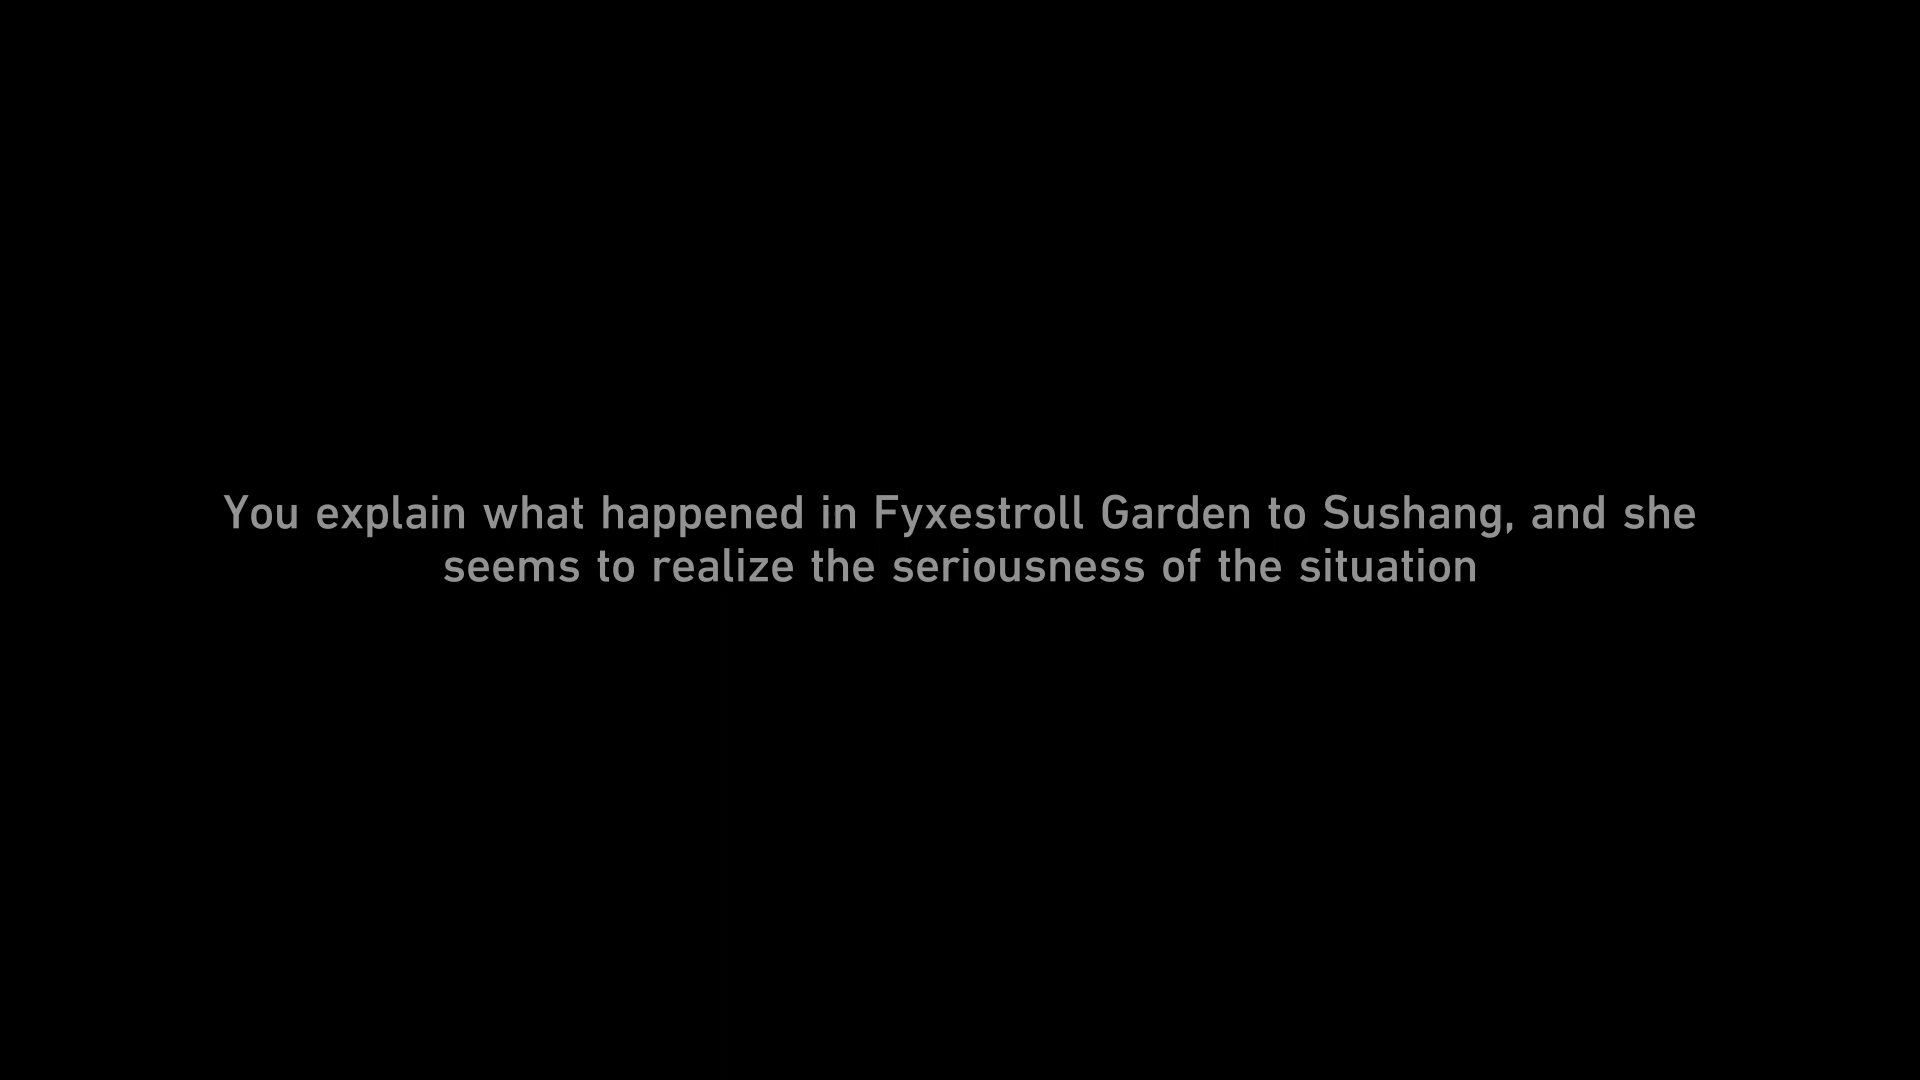 You explain what happened in Fyxestroll Garden to Sushang, and she
seems to realize the seriousness of the situation